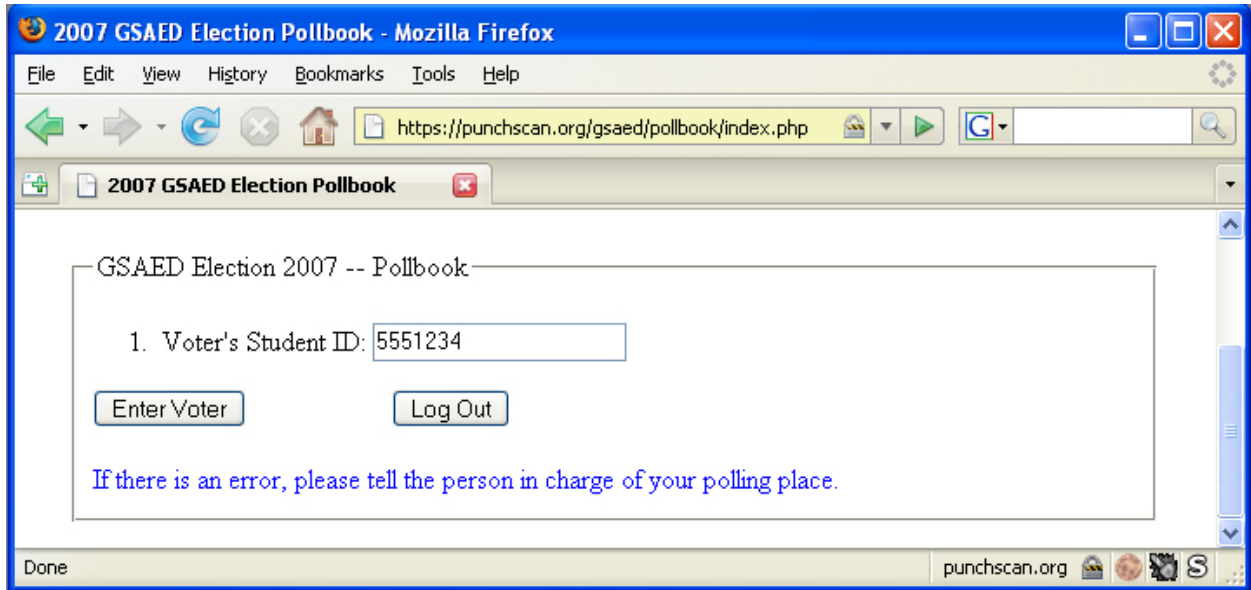 2007 GSAED Election Pollbook - Mozilla Firefox
File Edit View History Bookmarks Tools Help
https://punchscan.org/gsaed/pollbook/index.php G
2007 GSAED Election Pollbook
GSAED Election 2007 -- Pollbook
1. Voter's Student ID: 5551234
Enter Voter Log Out
If there is an error, please tell the person in charge of your polling place.
Done punchscan.org S